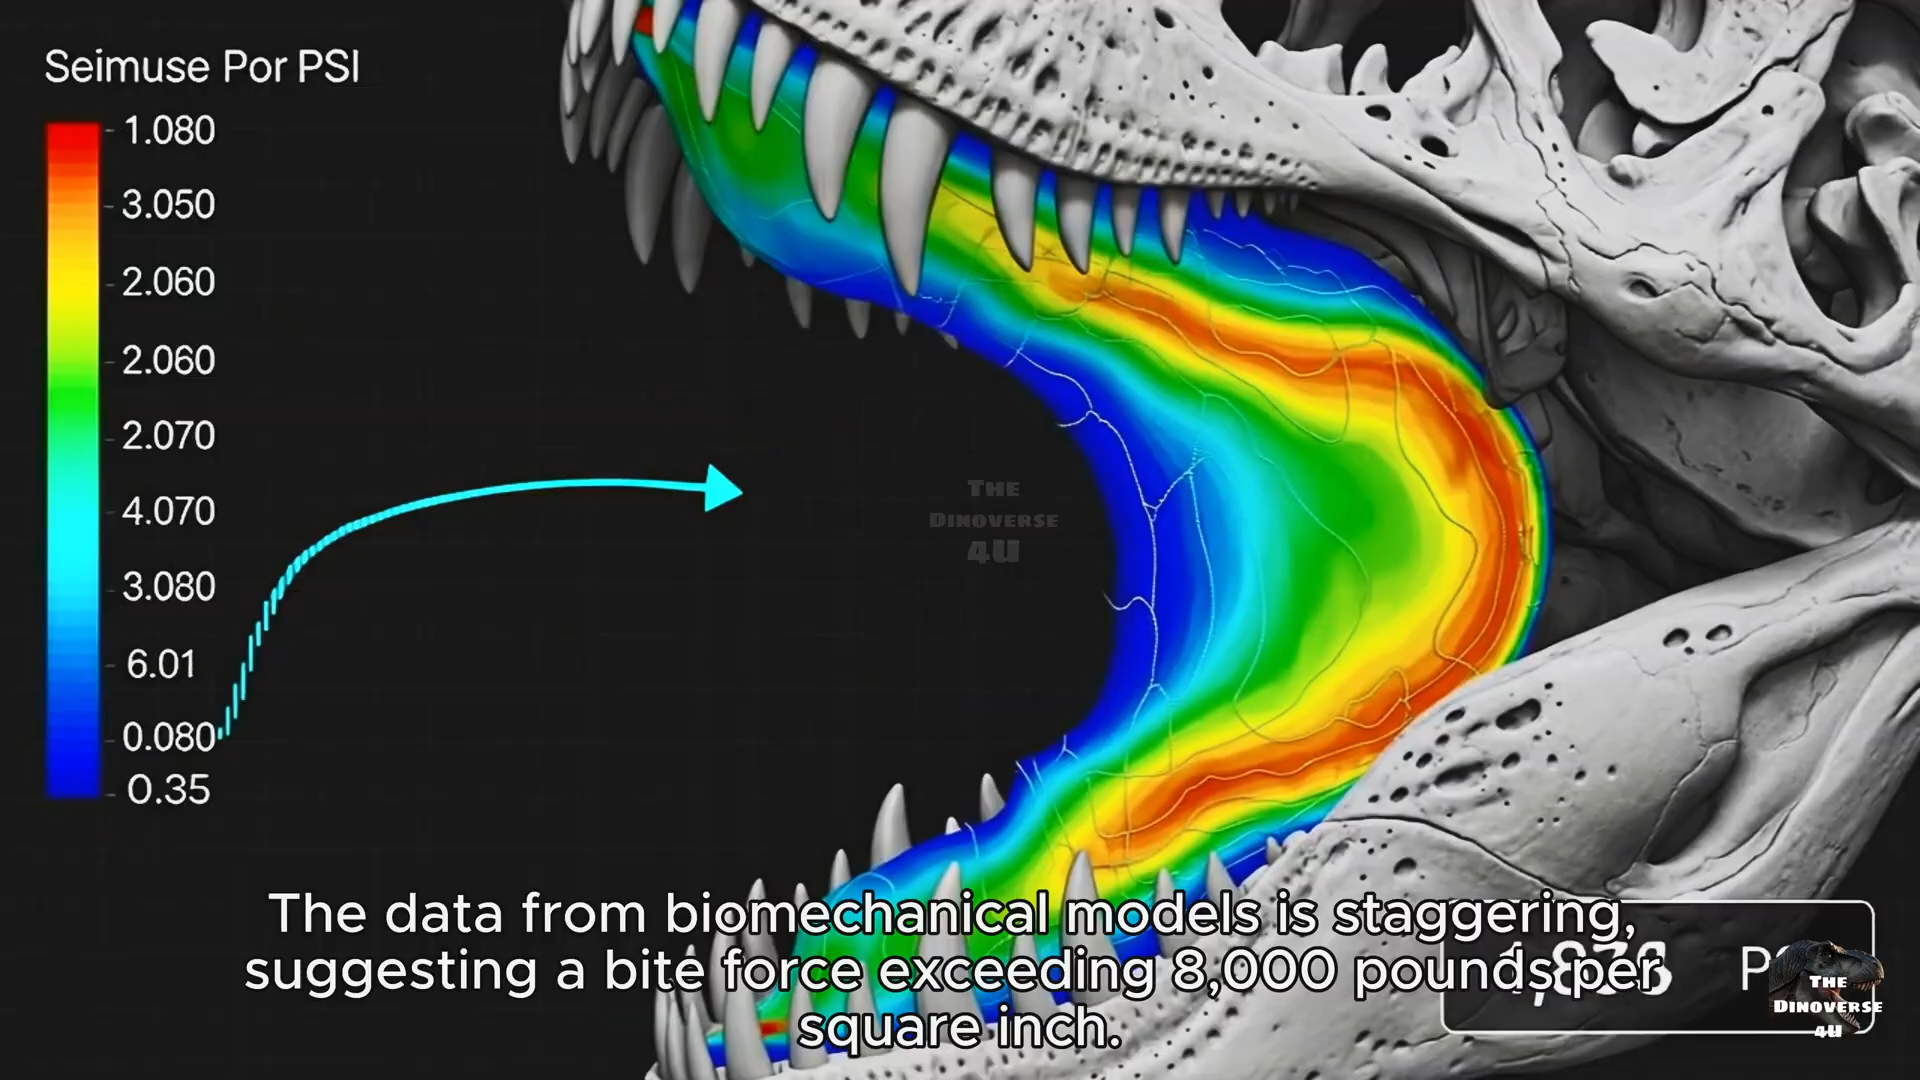 Seimuse Por PSI
1.080
3.050
2.060
2.060
2.070
4.070
3.080
6.01
0.080
0.35
THE
DINOVERSE
4U
The data from biomechanical models is staggering,
suggesting a bite force exceeding 8,000 pounds per
square inch.
THE
DINOVERSE
4U